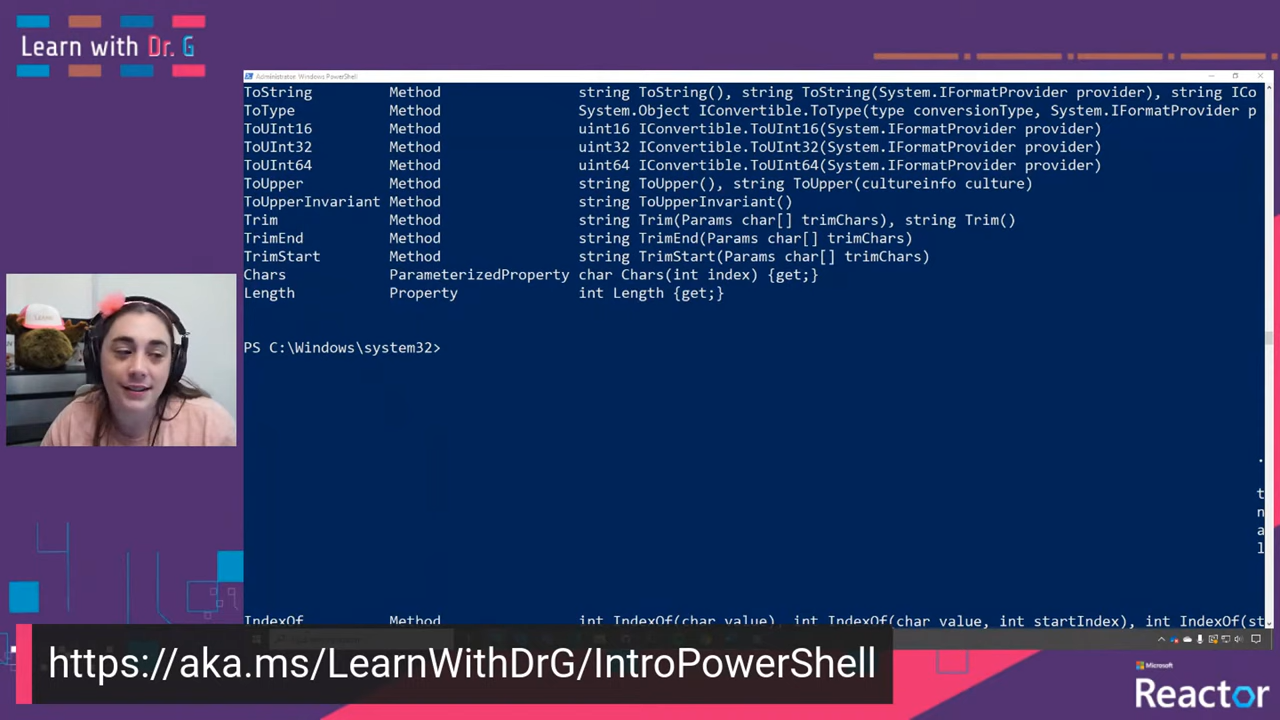 Learn with Dr. G
Administrator: Windows PowerShell
ToString Method string ToString(), string ToString(System.IFormatProvider provider), string ICo
ToType Method System.Object IConvertible.ToType(type conversionType, System.IFormatProvider p
ToUInt16 Method uint16 IConvertible.ToUInt16(System.IFormatProvider provider)
ToUInt32 Method uint32 IConvertible.ToUInt32(System.IFormatProvider provider)
ToUInt64 Method uint64 IConvertible.ToUInt64(System.IFormatProvider provider)
ToUpper Method string ToUpper(), string ToUpper(cultureinfo culture)
ToUpperInvariant Method string ToUpperInvariant()
Trim Method string Trim(Params char[] trimChars), string Trim()
TrimEnd Method string TrimEnd(Params char[] trimChars)
TrimStart Method string TrimStart(Params char[] trimChars)
Chars ParameterizedProperty char Chars(int index) {get;}
Length Property int Length {get;}
PS C:\Windows\system32>
.
t
n
a
l
IndexOf Method int IndexOf(char value), int IndexOf(char value, int startIndex), int IndexOf(st
https://aka.ms/LearnWithDrG/IntroPowerShell
Microsoft
Reactor